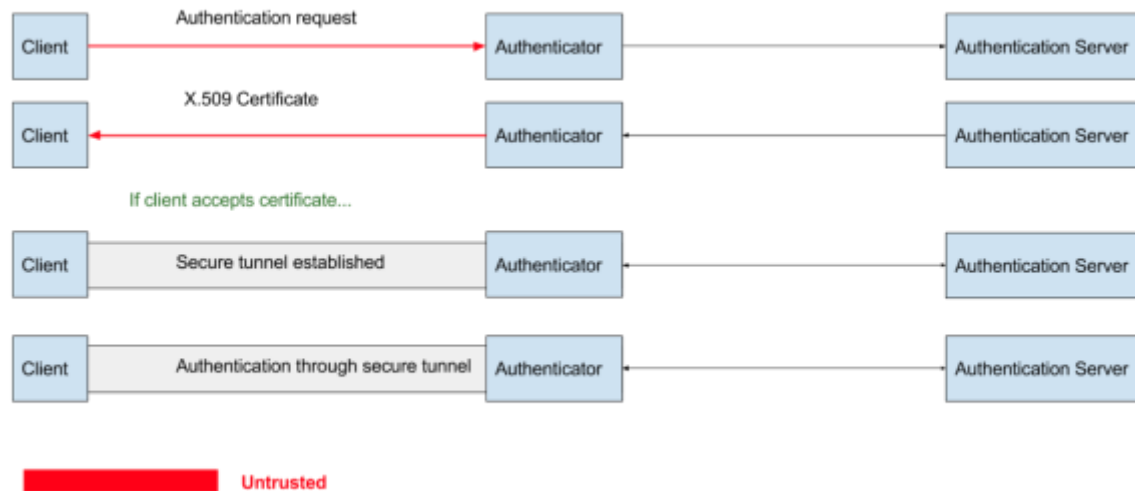 Authentication request
Client Authenticator Authentication Server
X.509 Certificate
Client Authenticator Authentication Server
If client accepts certificate...
Client Secure tunnel established Authenticator Authentication Server
Client Authentication through secure tunnel Authenticator Authentication Server
Untrusted